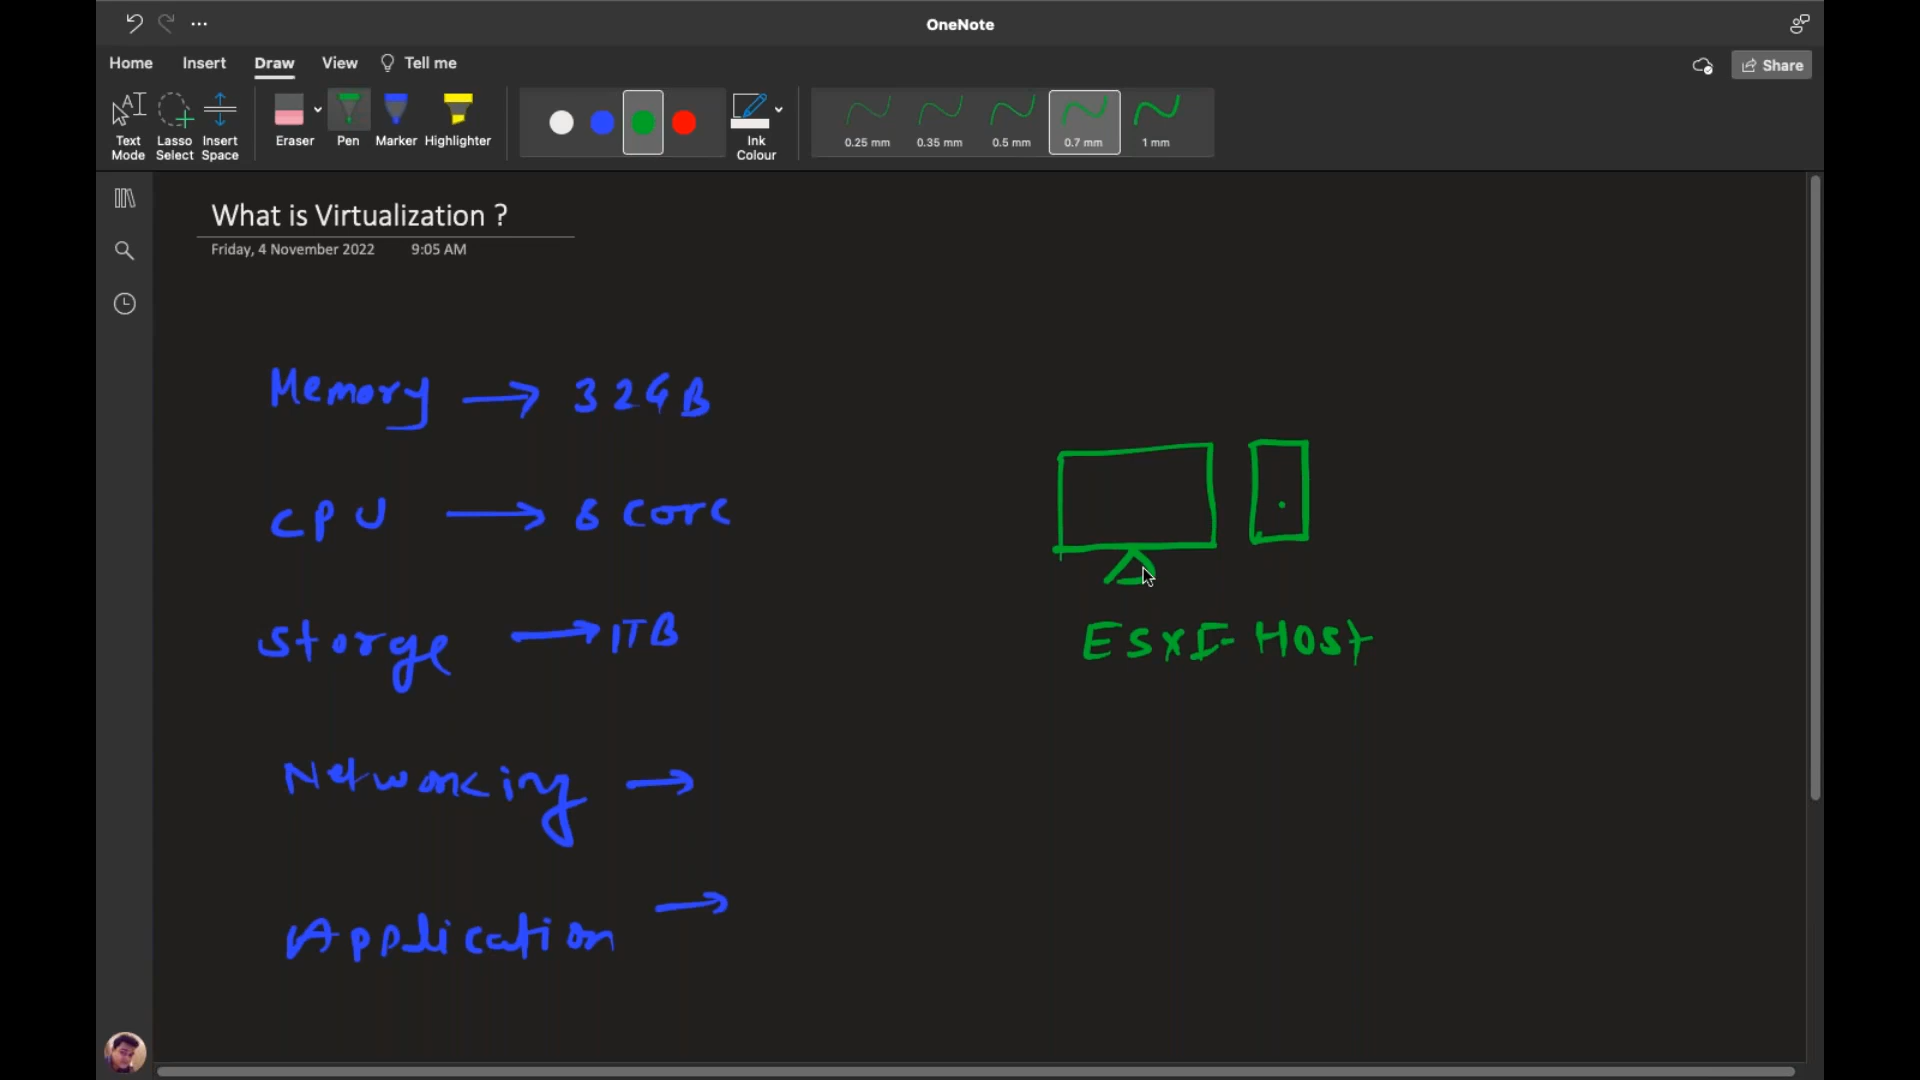 OneNote
Home Insert Draw View Tell me
Share
Text Mode
Lasso Select
Insert Space
Eraser
Pen
Marker
Highlighter
Ink Colour
0.25 mm
0.35 mm
0.5 mm
0.7 mm
1 mm
What is Virtualization ?
Friday, 4 November 2022 9:05 AM
Memory → 32GB
CPU → 8 Core
Storge → 1TB
Networking →
Application →
ESXI-HOST